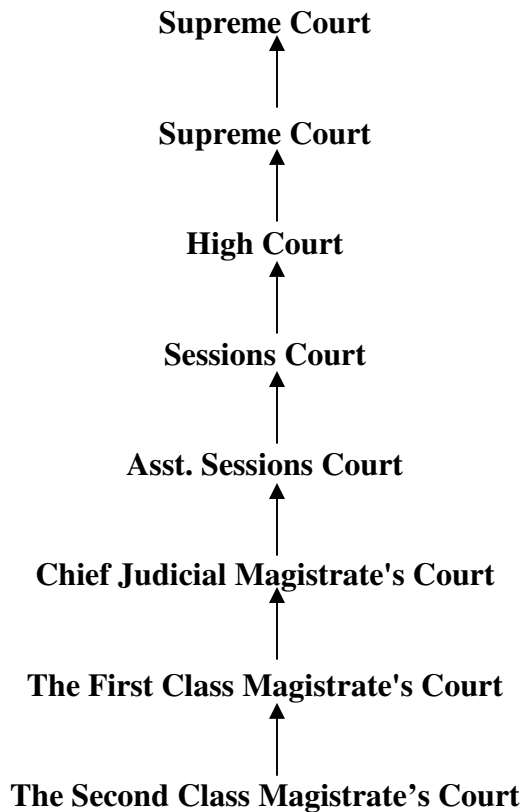 Supreme Court
Supreme Court
High Court
Sessions Court
Asst. Sessions Court
Chief Judicial Magistrate's Court
The First Class Magistrate's Court
The Second Class Magistrate’s Court